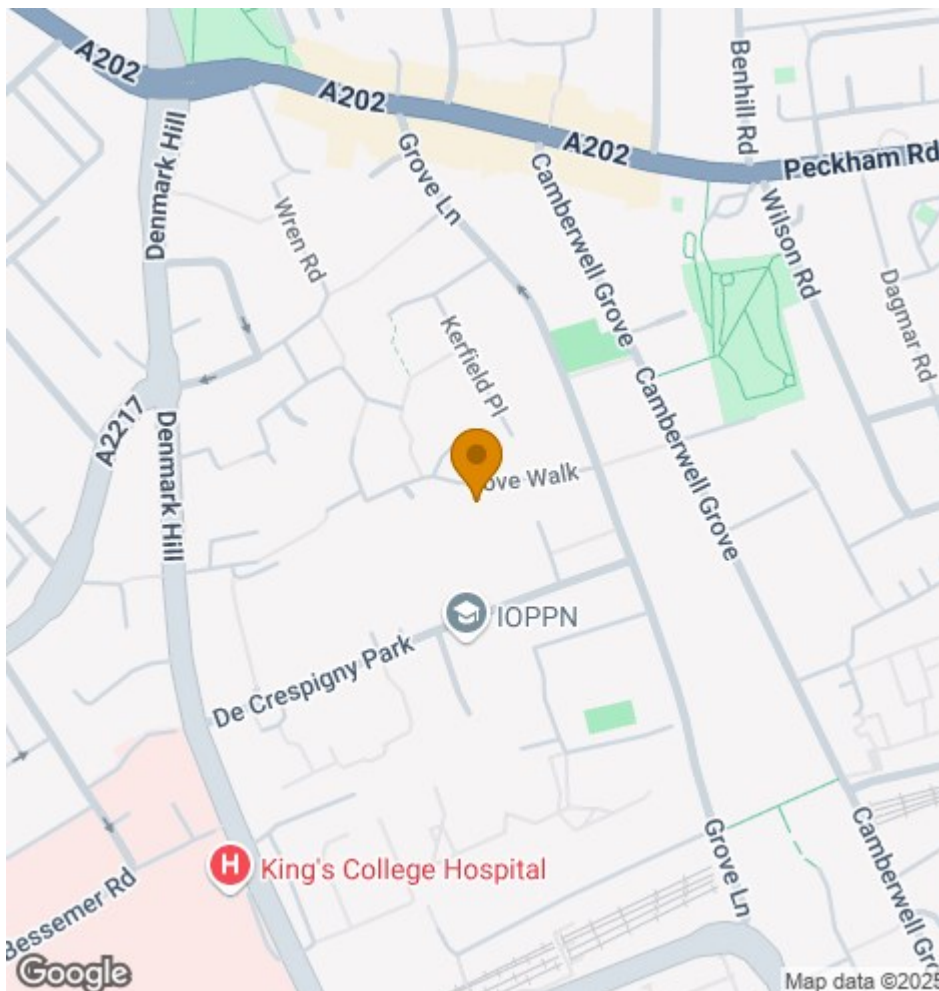 A202
A202
A202
Peckham Rd
Benhill Rd
Denmark Hill
Wren Rd
Grove Ln
Camberwell Grove
Wilson Rd
Dagmar Rd
Kerfield Pl
A2217
Denmark Hill
ove Walk
Camberwell Grove
IOPPN
De Crespigny Park
King's College Hospital
H
Bessemer Rd
Grove Ln
Camberwell Gro
Google
Map data ©2025